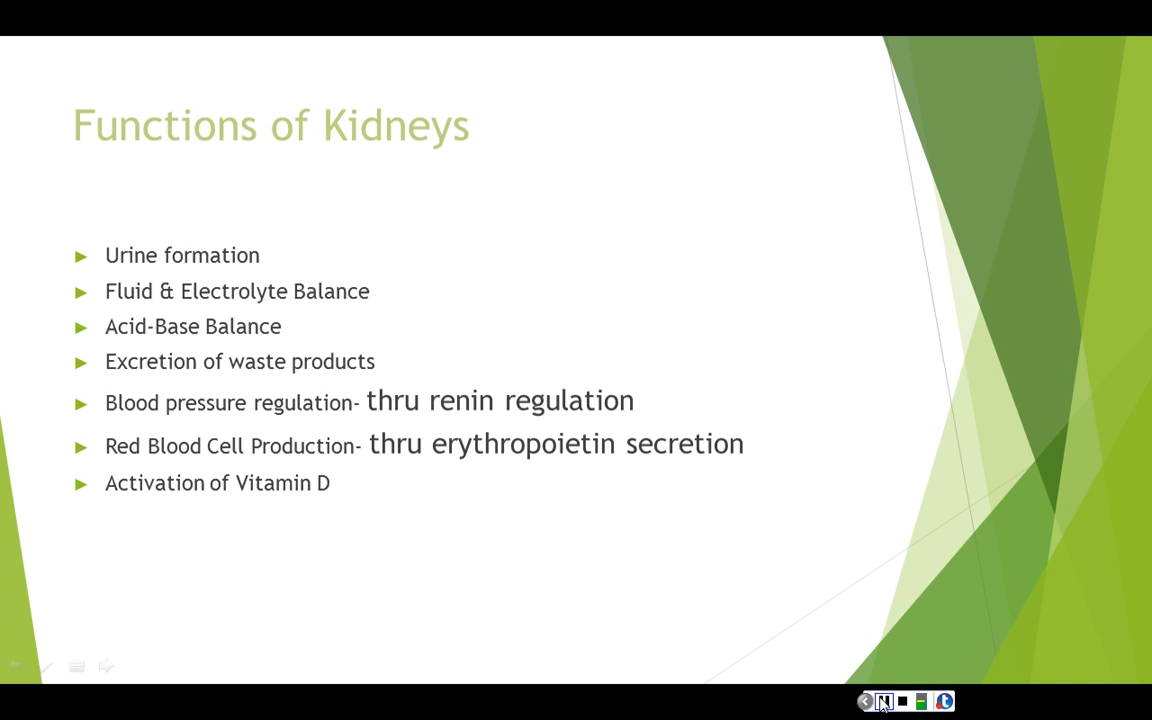 Functions of Kidneys
Urine formation
Fluid & Electrolyte Balance
Acid-Base Balance
Excretion of waste products
Blood pressure regulation- thru renin regulation
Red Blood Cell Production- thru erythropoietin secretion
Activation of Vitamin D